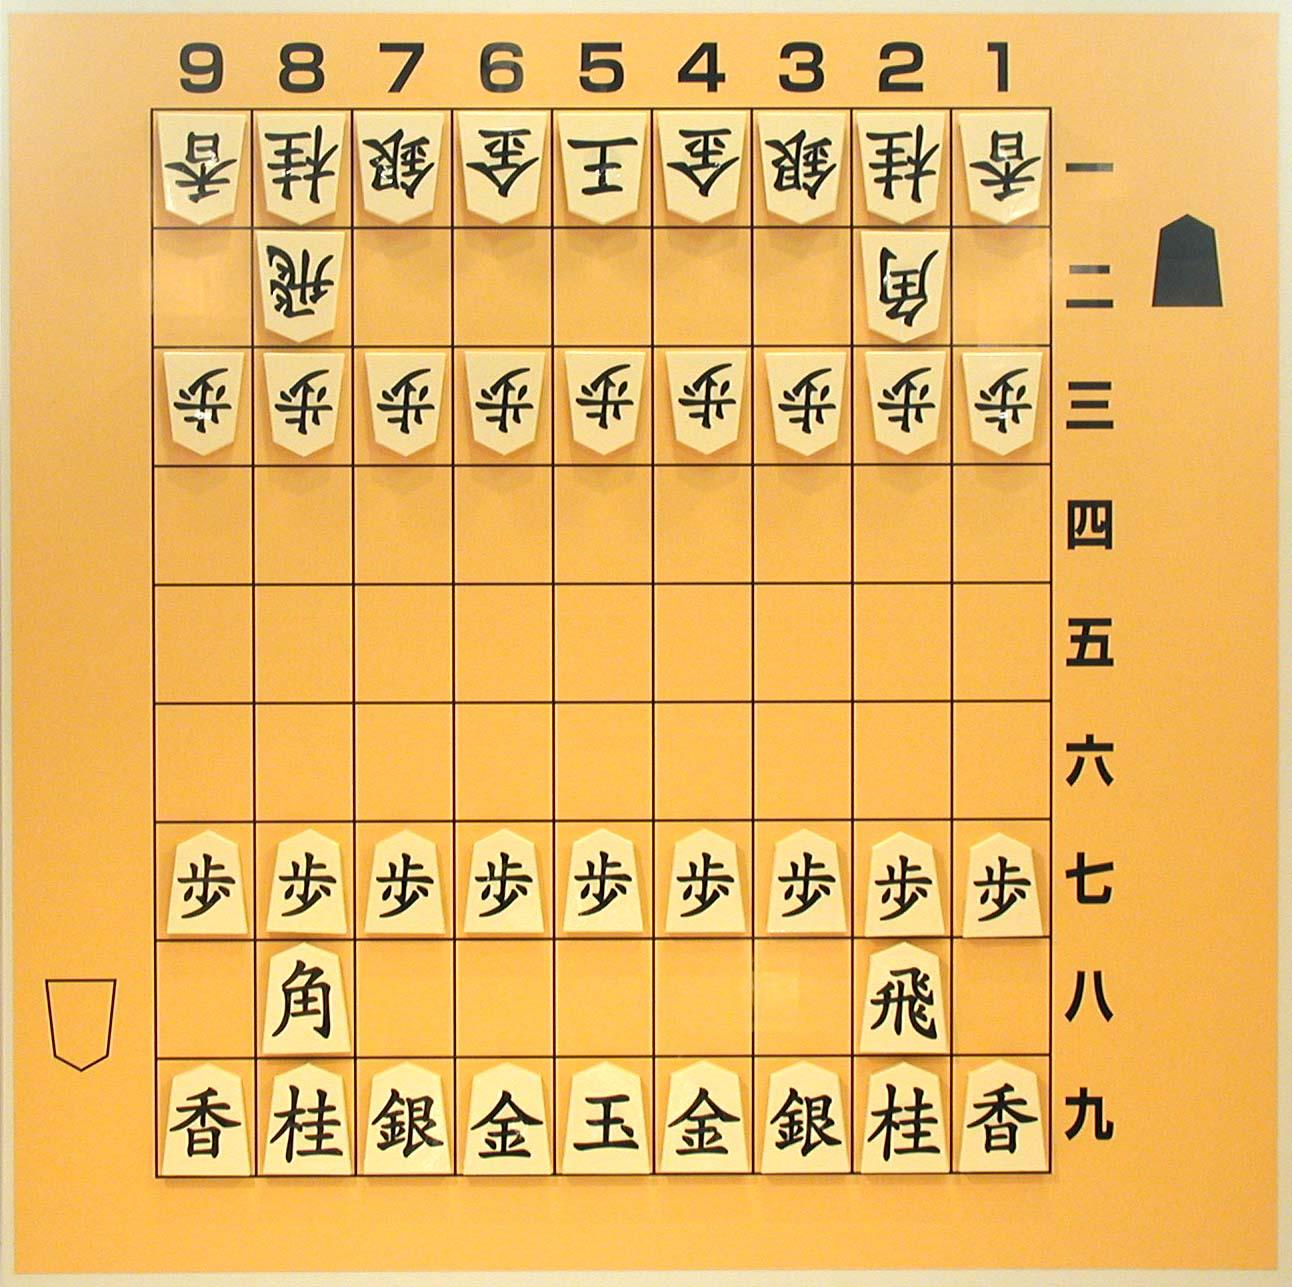 9 8 7 6 5 4 3 2 1
香 桂 銀 金 王 金 銀 桂 香 一
飛 角 二
歩 歩 歩 歩 歩 歩 歩 歩 歩 三
四
五
六
歩 歩 歩 歩 歩 歩 歩 歩 歩 七
角 飛 八
香 桂 銀 金 玉 金 銀 桂 香 九